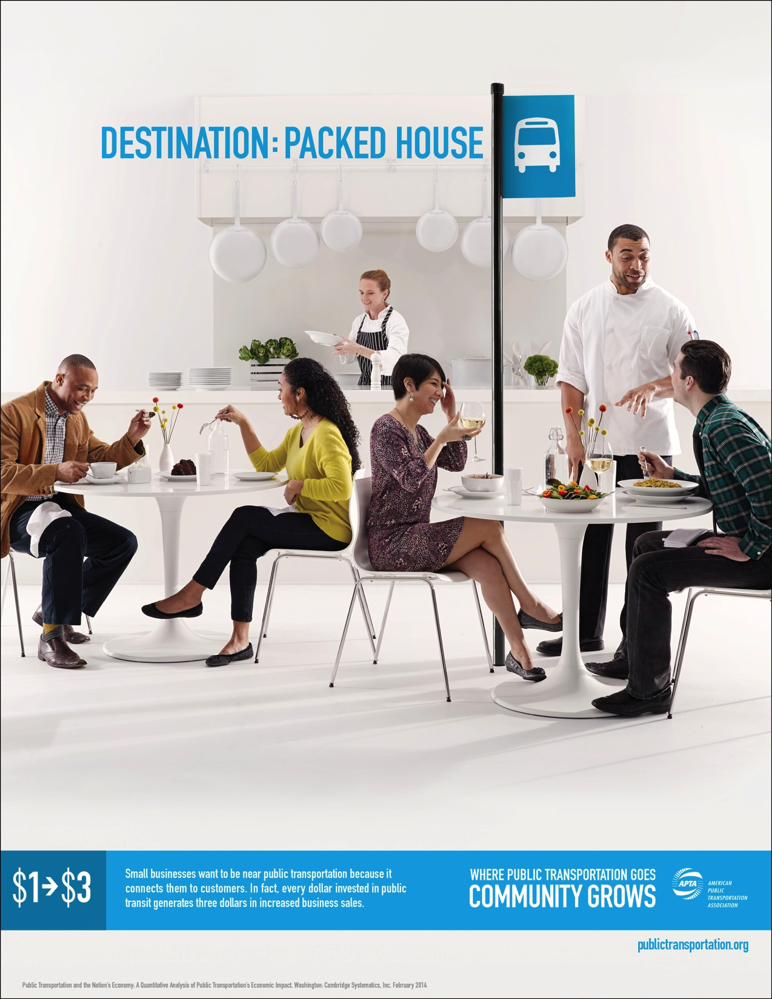 DESTINATION: PACKED HOUSE
$1→$3
Small businesses want to be near public transportation because it
connects them to customers. In fact, every dollar invested in public
transit generates three dollars in increased business sales.
WHERE PUBLIC TRANSPORTATION GOES
COMMUNITY GROWS
APTA
AMERICAN
PUBLIC
TRANSPORTATION
ASSOCIATION
publictransportation.org
Public Transportation and the Nation's Economy: A Quantitative Analysis of Public Transportation's Economic Impact. Washington: Cambridge Systematics, Inc. February 2014